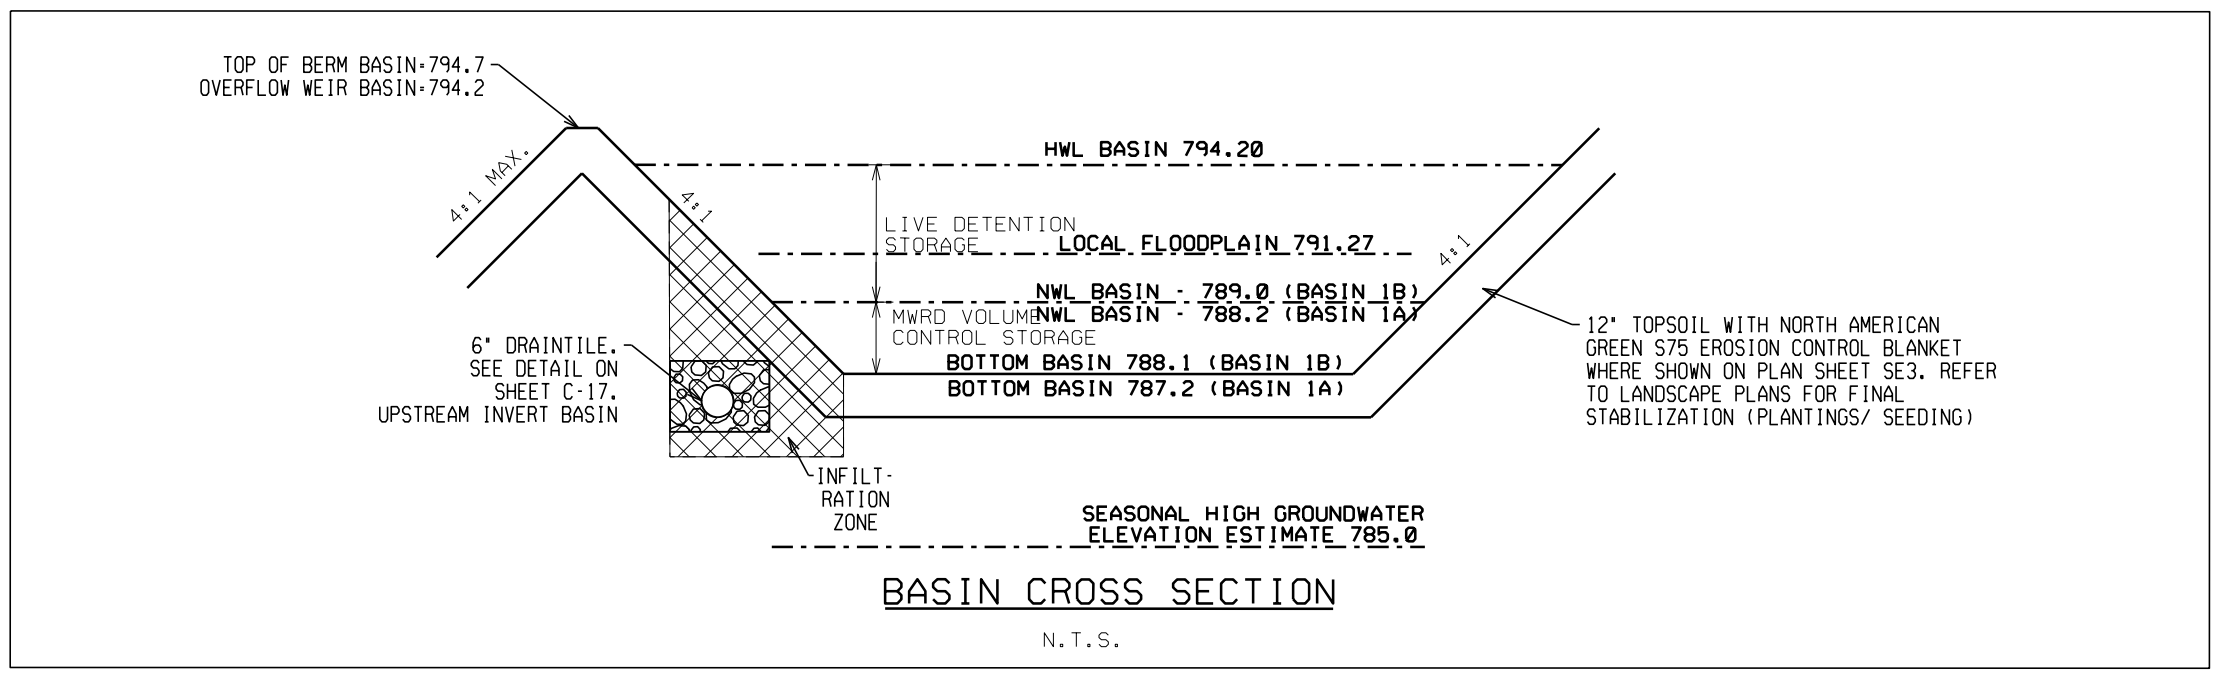 TOP OF BERM BASIN=794.7
OVERFLOW WEIR BASIN=794.2
4:1 MAX.
4:1
HWL BASIN 794.20
LIVE DETENTION
STORAGE
LOCAL FLOODPLAIN 791.27
4:1
NWL BASIN - 789.0 (BASIN 1B)
NWL BASIN - 788.2 (BASIN 1A)
MWRD VOLUME
CONTROL STORAGE
BOTTOM BASIN 788.1 (BASIN 1B)
BOTTOM BASIN 787.2 (BASIN 1A)
6" DRAINTILE.
SEE DETAIL ON
SHEET C-17.
UPSTREAM INVERT BASIN
12" TOPSOIL WITH NORTH AMERICAN
GREEN S75 EROSION CONTROL BLANKET
WHERE SHOWN ON PLAN SHEET SE3. REFER
TO LANDSCAPE PLANS FOR FINAL
STABILIZATION (PLANTINGS/ SEEDING)
INFILT-
RATION
ZONE
SEASONAL HIGH GROUNDWATER
ELEVATION ESTIMATE 785.0
BASIN CROSS SECTION
N.T.S.